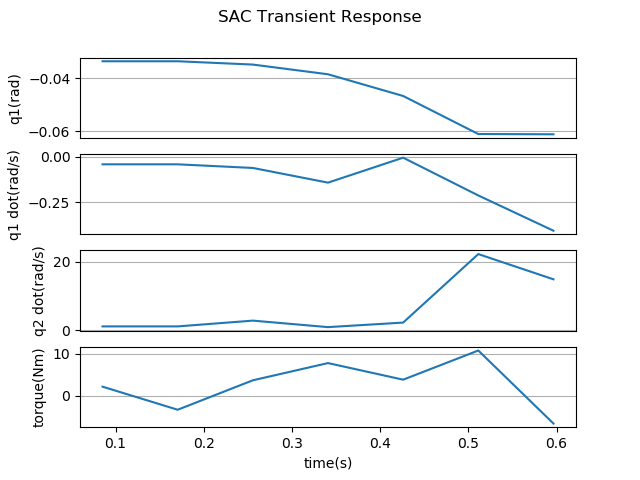 SAC Transient Response
q1(rad)
−0.04
−0.06
q1 dot(rad/s)
0.00
−0.25
q2 dot(rad/s)
20
0
torque(Nm)
10
0
0.1 0.2 0.3 0.4 0.5 0.6
time(s)